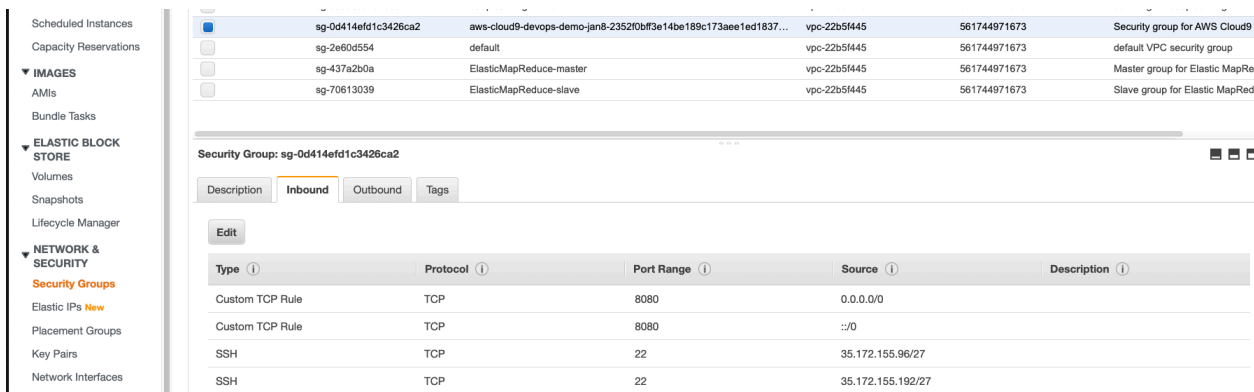 Scheduled Instances
Capacity Reservations
IMAGES
AMIs
Bundle Tasks
ELASTIC BLOCK
STORE
Volumes
Snapshots
Lifecycle Manager
NETWORK &
SECURITY
Security Groups
Elastic IPs New
Placement Groups
Key Pairs
Network Interfaces
sg-0d414efd1c3426ca2 aws-cloud9-devops-demo-jan8-2352f0bff3e14be189c173aee1ed1837... vpc-22b5f445 561744971673 Security group for AWS Cloud9
sg-2e60d554 default vpc-22b5f445 561744971673 default VPC security group
sg-437a2b0a ElasticMapReduce-master vpc-22b5f445 561744971673 Master group for Elastic MapRe
sg-70613039 ElasticMapReduce-slave vpc-22b5f445 561744971673 Slave group for Elastic MapRed
Security Group: sg-0d414efd1c3426ca2
Description Inbound Outbound Tags
Edit
Type Protocol Port Range Source Description
Custom TCP Rule TCP 8080 0.0.0.0/0
Custom TCP Rule TCP 8080 ::/0
SSH TCP 22 35.172.155.96/27
SSH TCP 22 35.172.155.192/27